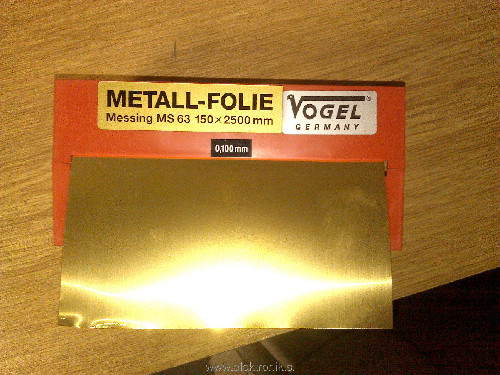 METALL-FOLIE
Messing MS 63 150×2500 mm
VOGEL®
GERMANY
0,100 mm